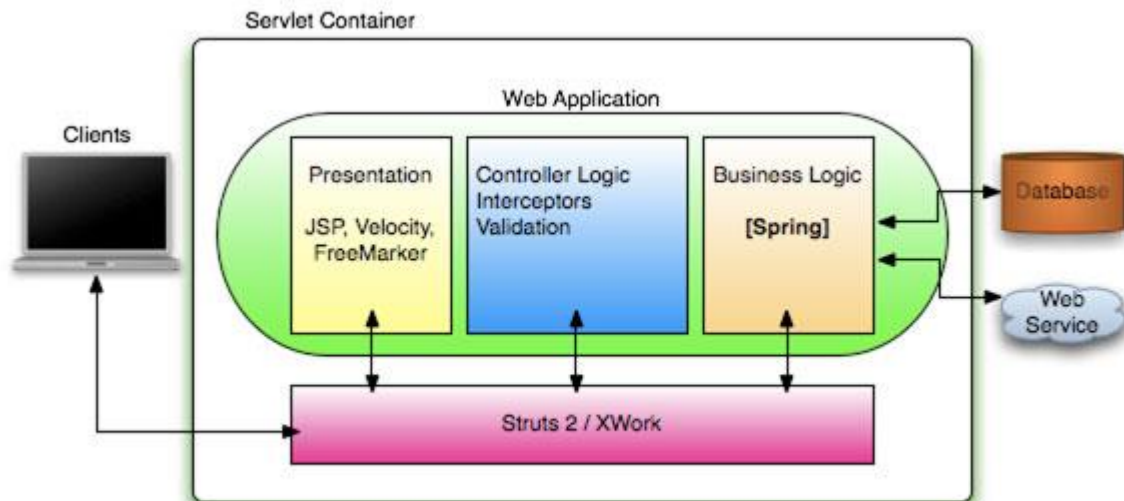 Servlet Container
Web Application
Clients
Presentation
JSP, Velocity,
FreeMarker
Controller Logic
Interceptors
Validation
Business Logic
[Spring]
Database
Web
Service
Struts 2 / XWork